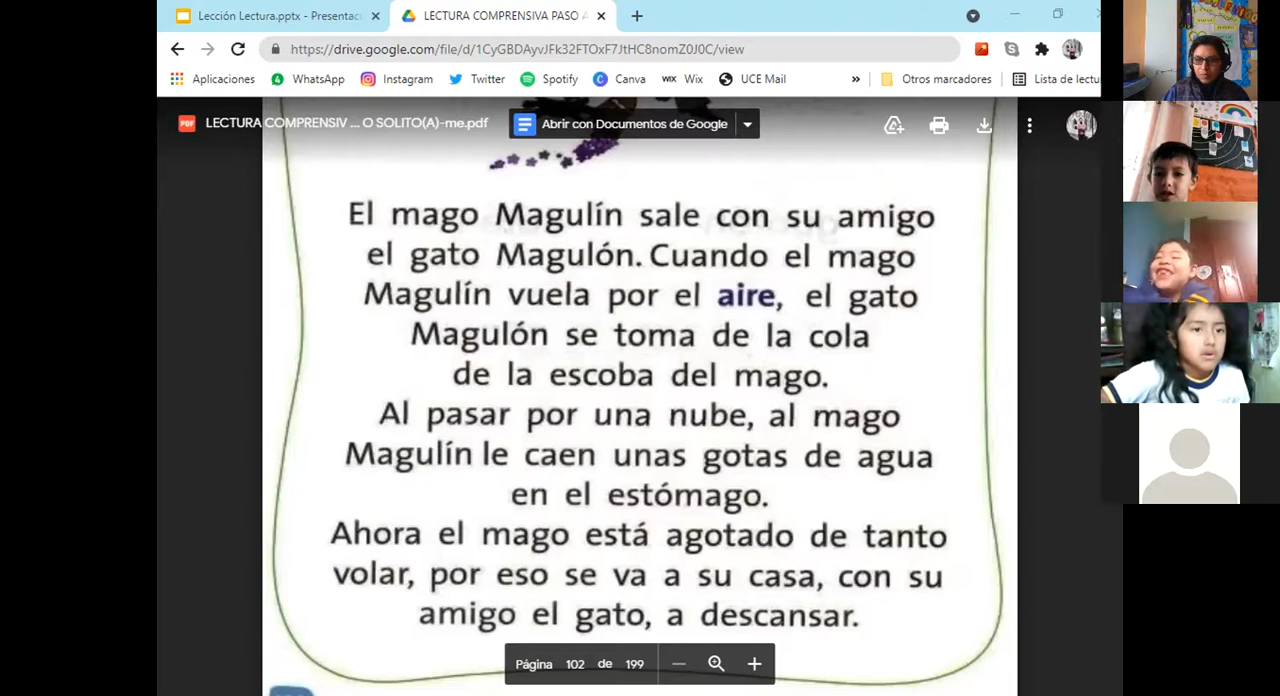 Lección Lectura.pptx - Presentac
LECTURA COMPRENSIVA PASO A
https://drive.google.com/file/d/1CyGBDAyvJFk32FTOxF7JtHC8nomZ0J0C/view
Aplicaciones WhatsApp Instagram Twitter Spotify Canva WIX Wix UCE Mail » Otros marcadores Lista de lectu
PDF LECTURA COMPRENSIV ... O SOLITO(A)-me.pdf Abrir con Documentos de Google
El mago Magulín sale con su amigo
el gato Magulón. Cuando el mago
Magulín vuela por el aire, el gato
Magulón se toma de la cola
de la escoba del mago.
Al pasar por una nube, al mago
Magulín le caen unas gotas de agua
en el estómago.
Ahora el mago está agotado de tanto
volar, por eso se va a su casa, con su
amigo el gato, a descansar.
Página 102 de 199